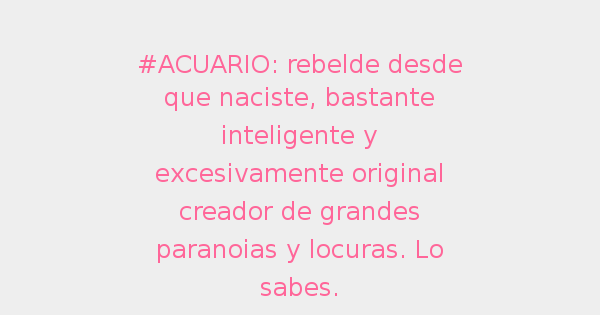 #ACUARIO: rebelde desde
que naciste, bastante
inteligente y
excesivamente original
creador de grandes
paranoias y locuras. Lo
sabes.